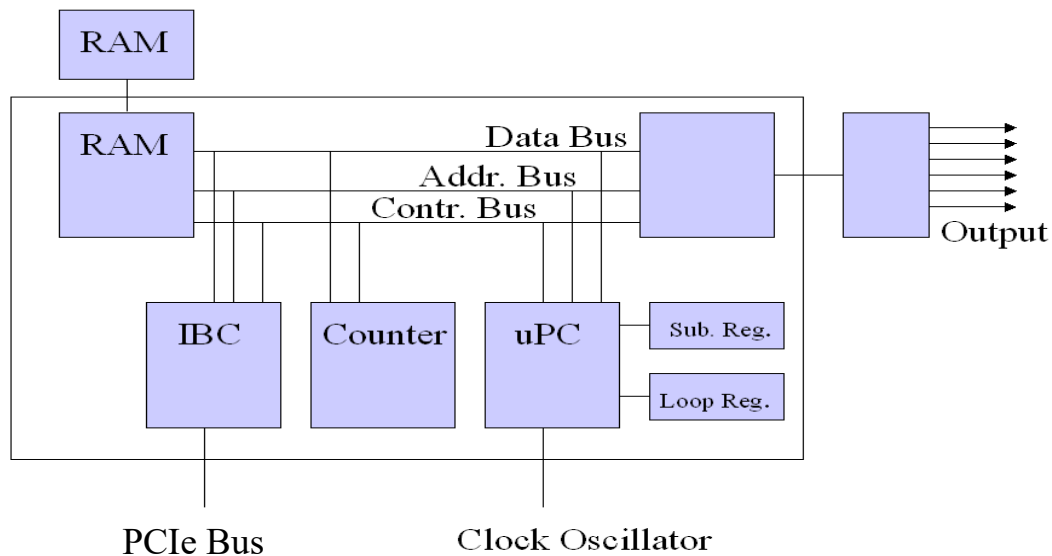 RAM
RAM
Data Bus
Addr. Bus
Contr. Bus
Output
IBC
Counter
uPC
Sub. Reg.
Loop Reg.
PCIe Bus
Clock Oscillator